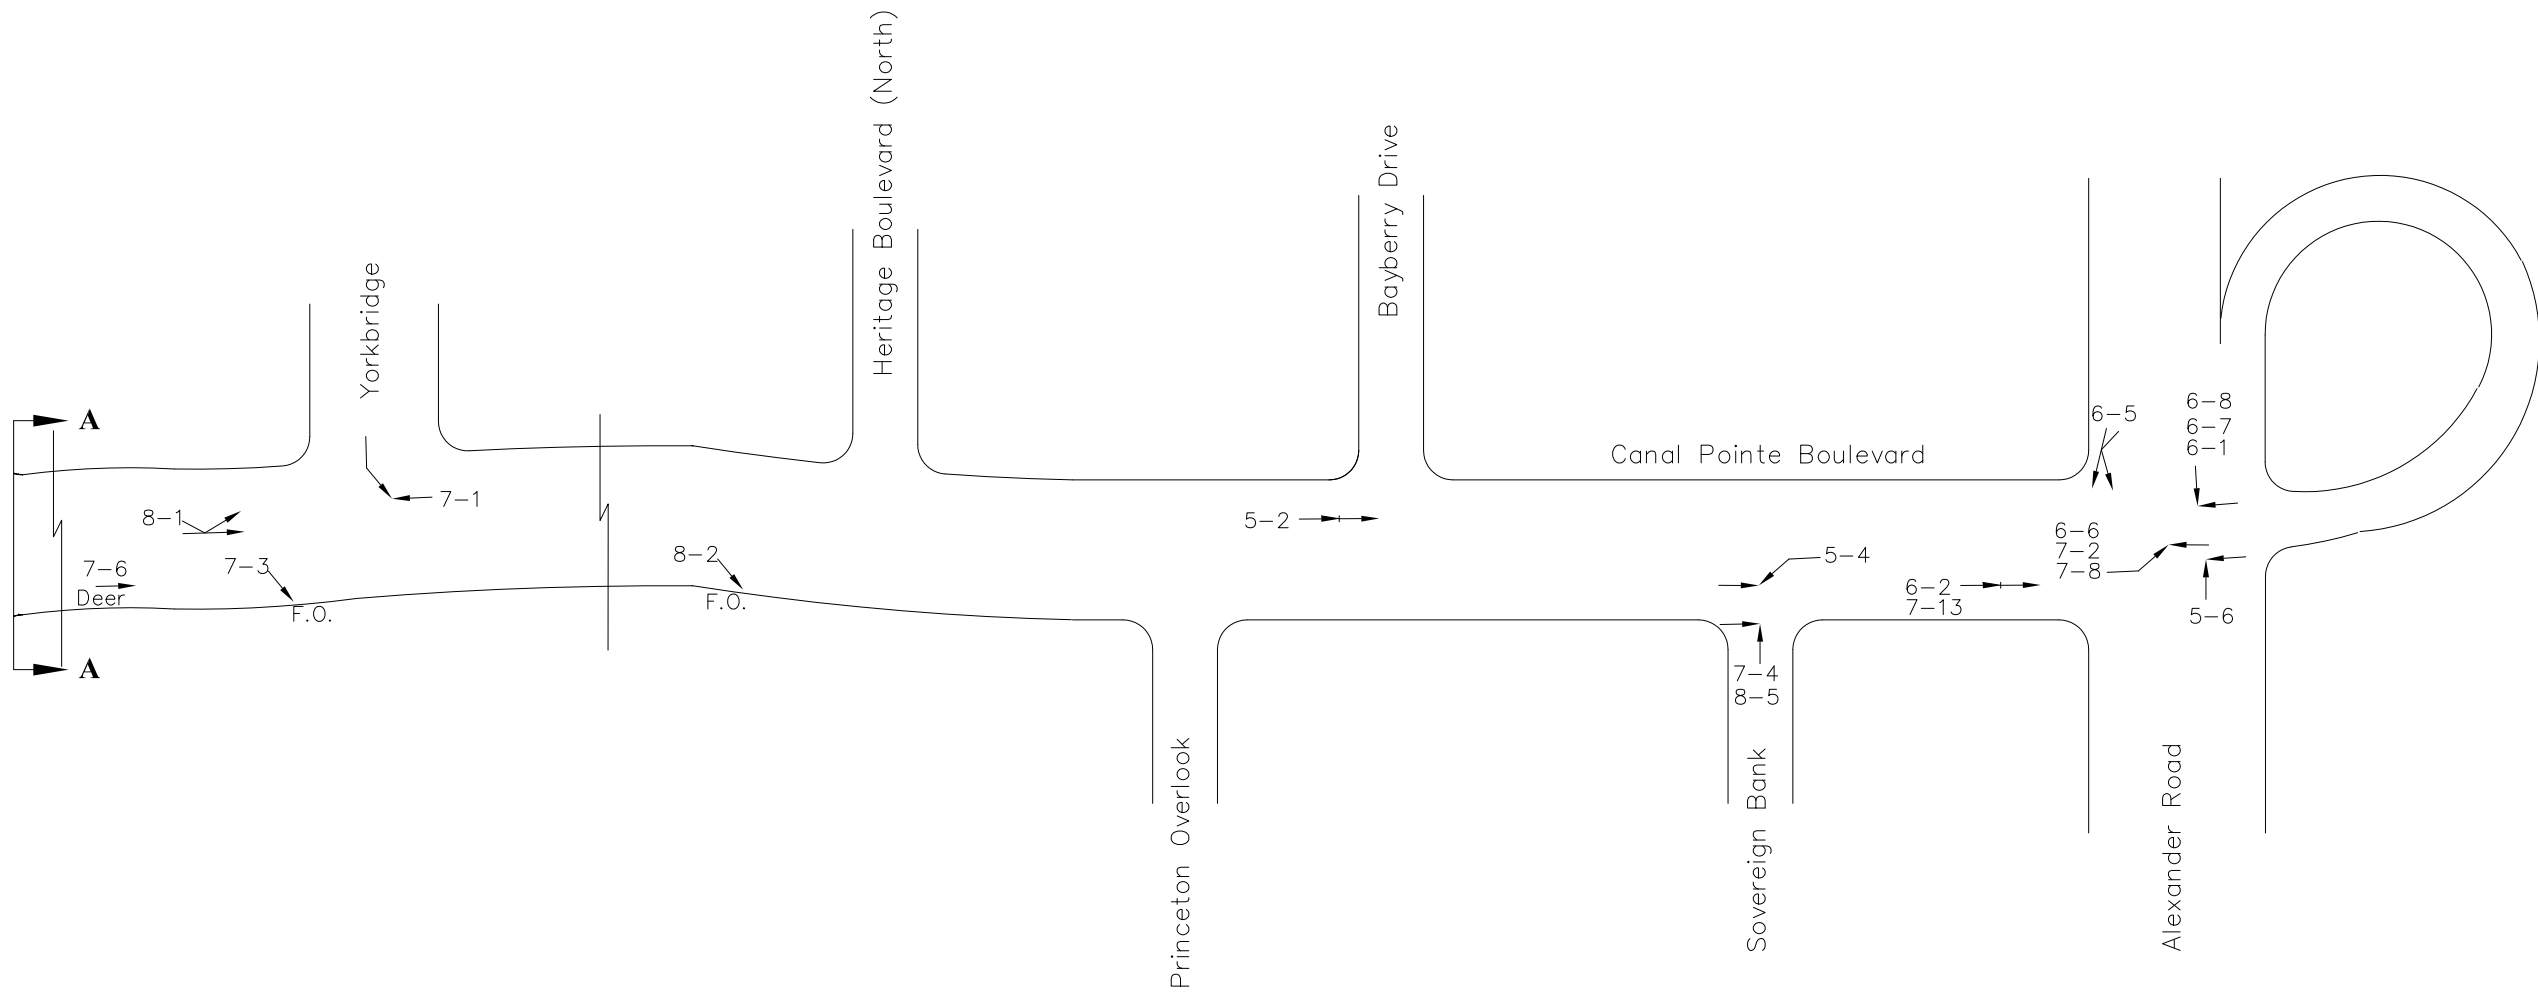 Heritage Boulevard (North)
Bayberry Drive
Yorkbridge
A
Canal Pointe Boulevard
6-5
6-8
6-7
6-1
7-1
8-1
5-2
7-6
Deer
7-3
F.O.
8-2
F.O.
5-4
6-2
7-13
6-6
7-2
7-8
5-6
A
7-4
8-5
Princeton Overlook
Sovereign Bank
Alexander Road